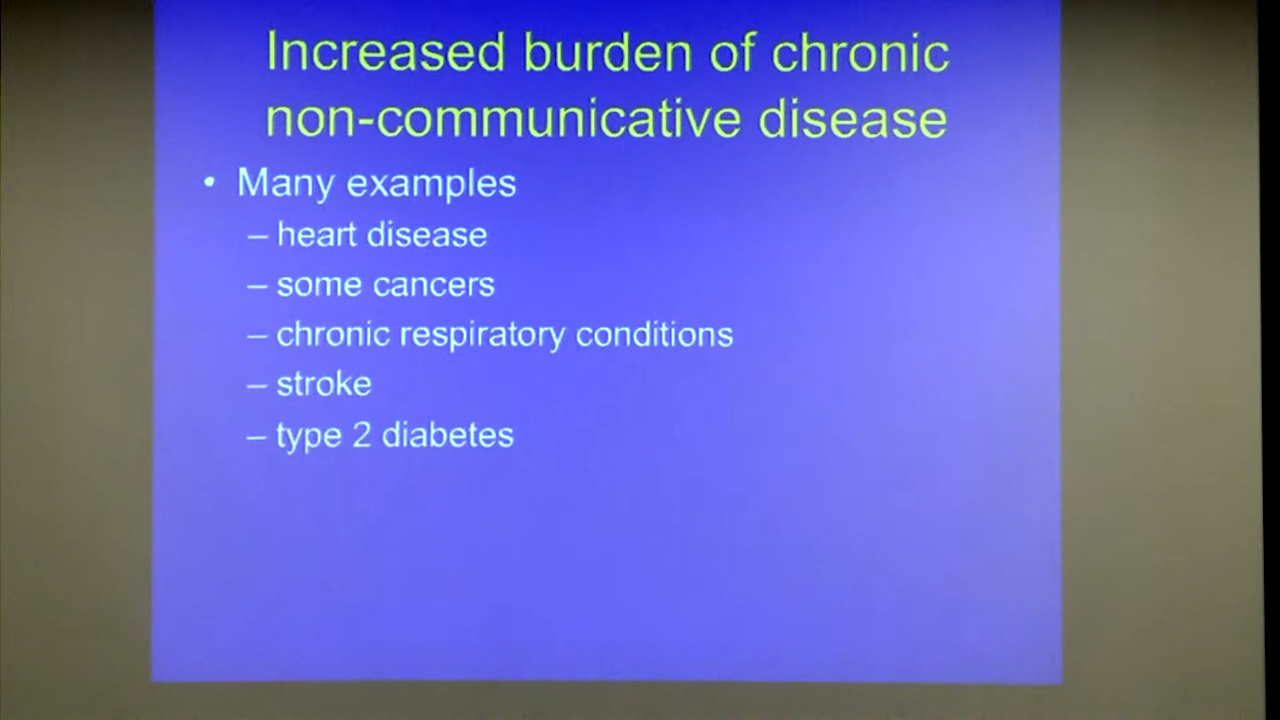 Increased burden of chronic
non-communicative disease
• Many examples
– heart disease
– some cancers
– chronic respiratory conditions
– stroke
– type 2 diabetes